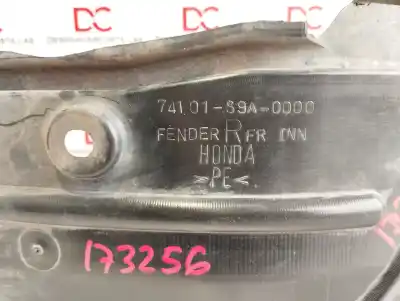 DC
DC
DC
74101-S9A-0000
FENDER R FR INN
HONDA
>PE<
173256